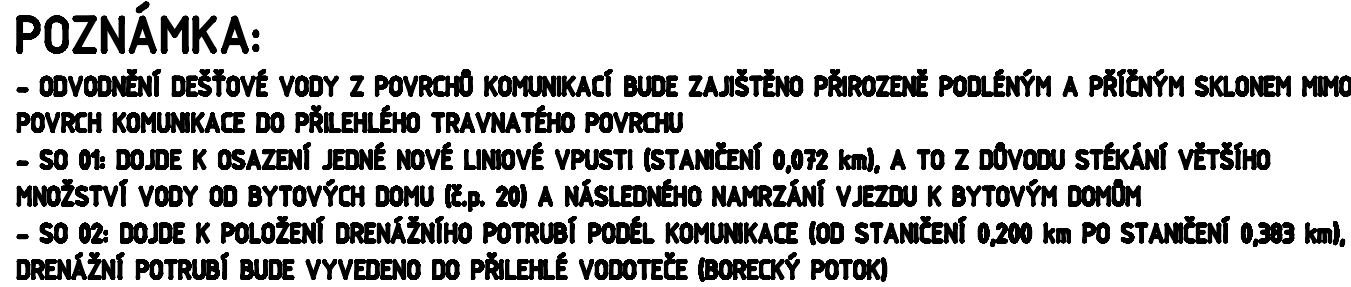 POZNÁMKA:
- ODVODNĚNÍ DEŠŤOVÉ VODY Z POVRCHŮ KOMUNIKACÍ BUDE ZAJIŠTĚNO PŘIROZENĚ PODLÉNÝM A PŘÍČNÝM SKLONEM MIMO
POVRCH KOMUNIKACE DO PŘILEHLÉHO TRAVNATÉHO POVRCHU
- SO 01: DOJDE K OSAZENÍ JEDNÉ NOVÉ LINIOVÉ VPUSTI (STANIČENÍ 0,072 km), A TO Z DŮVODU STÉKÁNÍ VĚTŠÍHO
MNOŽSTVÍ VODY OD BYTOVÝCH DOMU (č.p. 20) A NÁSLEDNÉHO NAMRZÁNÍ VJEZDU K BYTOVÝM DOMŮM
- SO 02: DOJDE K POLOŽENÍ DRENÁŽNÍHO POTRUBÍ PODÉL KOMUNIKACE (OD STANIČENÍ 0,200 km PO STANIČENÍ 0,383 km),
DRENÁŽNÍ POTRUBÍ BUDE VYVEDENO DO PŘILEHLÉ VODOTEČE (BORECKÝ POTOK)